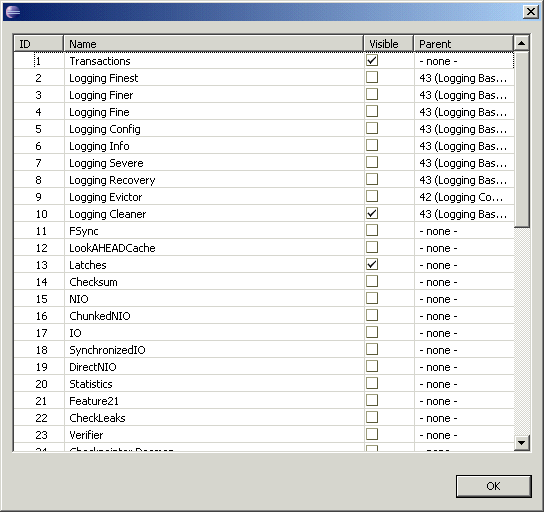 ID Name Visible Parent
1 Transactions - none -
2 Logging Finest 43 (Logging Bas...
3 Logging Finer 43 (Logging Bas...
4 Logging Fine 43 (Logging Bas...
5 Logging Config 43 (Logging Bas...
6 Logging Info 43 (Logging Bas...
7 Logging Severe 43 (Logging Bas...
8 Logging Recovery 43 (Logging Bas...
9 Logging Evictor 42 (Logging Co...
10 Logging Cleaner 43 (Logging Bas...
11 FSync - none -
12 LookAHEADCache - none -
13 Latches - none -
14 Checksum - none -
15 NIO - none -
16 ChunkedNIO - none -
17 IO - none -
18 SynchronizedIO - none -
19 DirectNIO - none -
20 Statistics - none -
21 Feature21 - none -
22 CheckLeaks - none -
23 Verifier - none -
OK